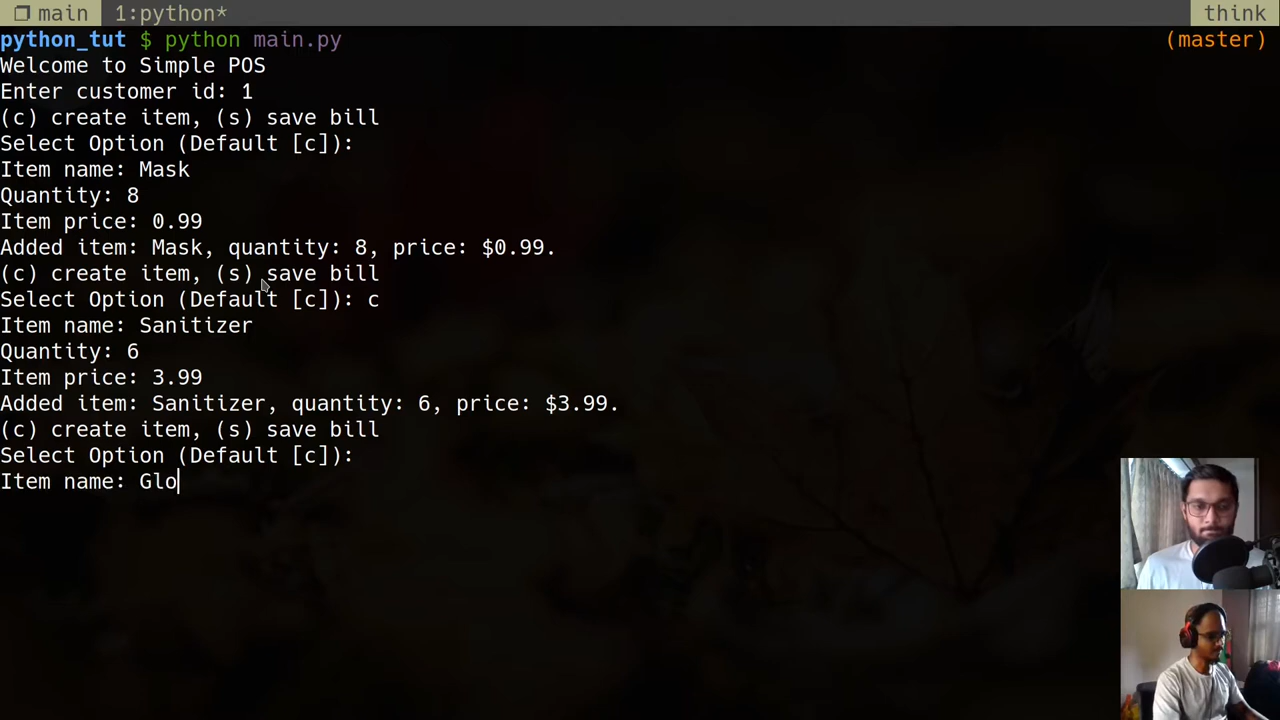 main 1:python* think
python_tut $ python main.py (master)
Welcome to Simple POS
Enter customer id: 1
(c) create item, (s) save bill
Select Option (Default [c]):
Item name: Mask
Quantity: 8
Item price: 0.99
Added item: Mask, quantity: 8, price: $0.99.
(c) create item, (s) save bill
Select Option (Default [c]): c
Item name: Sanitizer
Quantity: 6
Item price: 3.99
Added item: Sanitizer, quantity: 6, price: $3.99.
(c) create item, (s) save bill
Select Option (Default [c]):
Item name: Glo